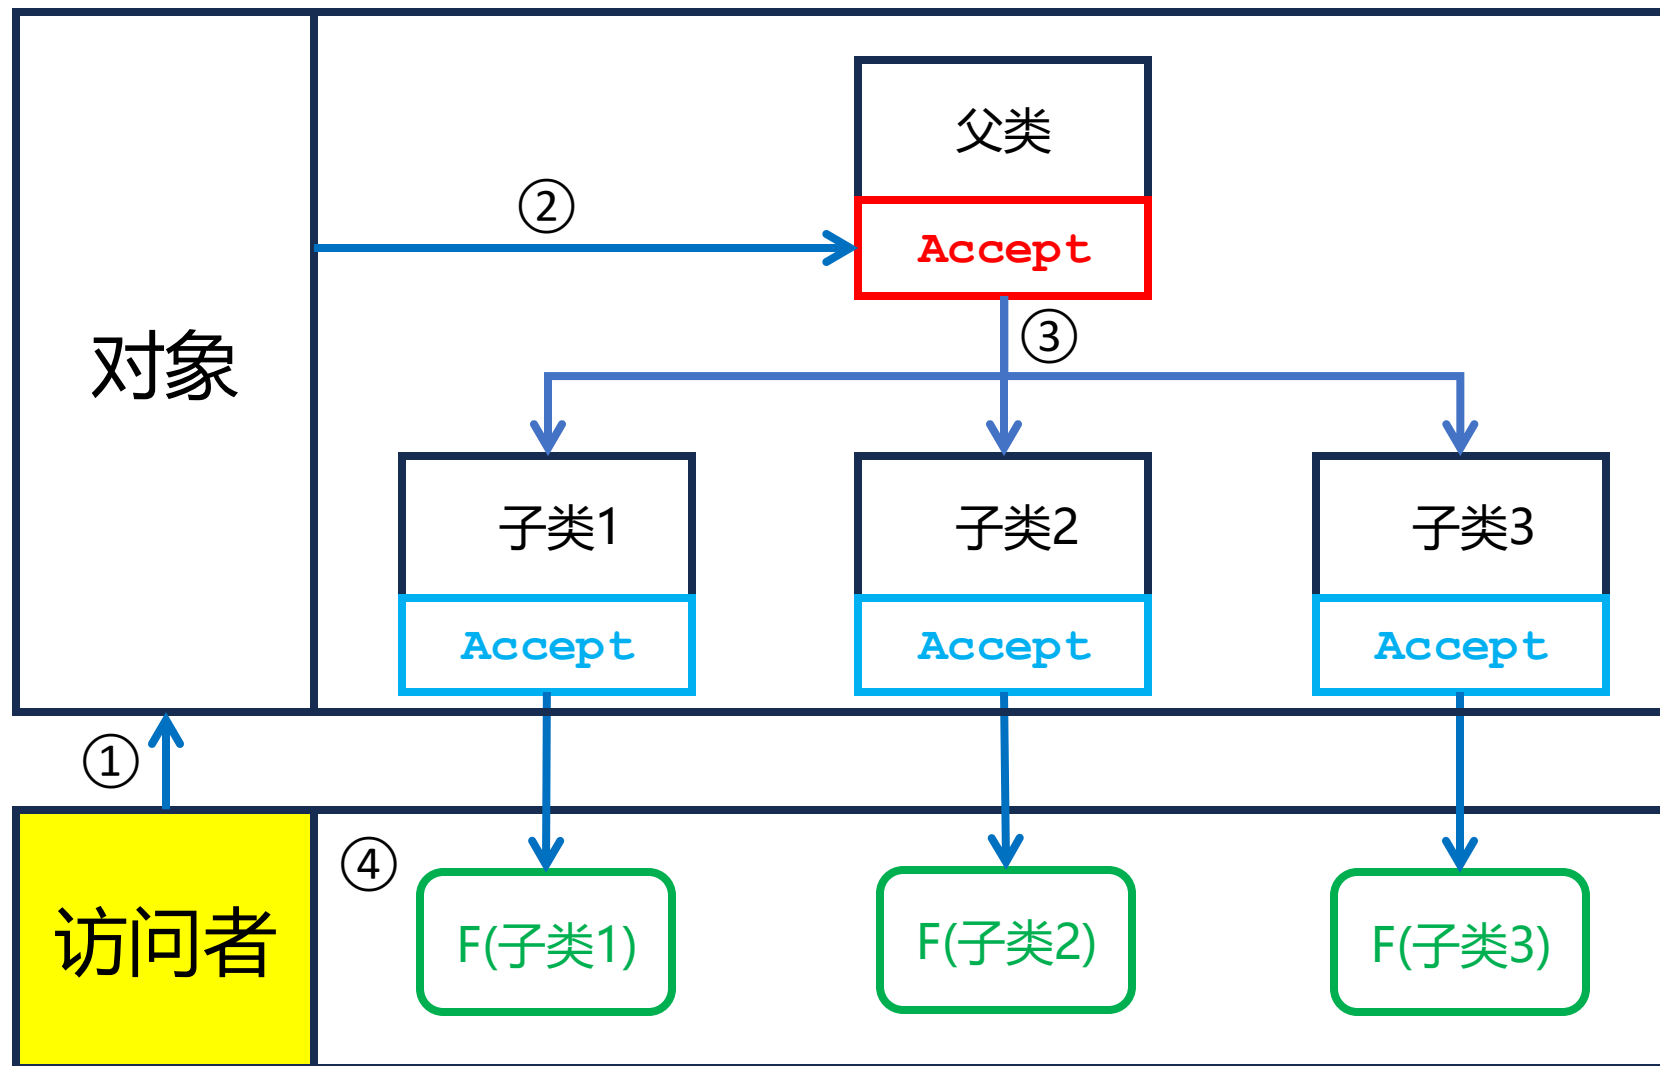 父类
②
Accept
③
对象
子类1
子类2
子类3
Accept
Accept
Accept
①
④
访问者
F(子类1)
F(子类2)
F(子类3)